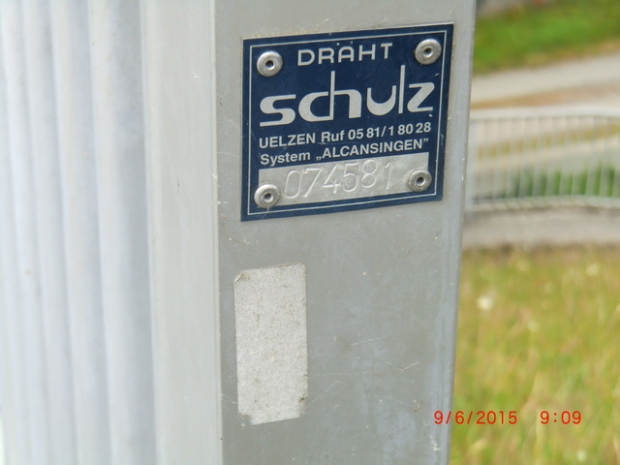 DRAHT
schulz
UELZEN Ruf 05 81/1 80 28
System „ALCANSINGEN"
074581
9/6/2015 9:09